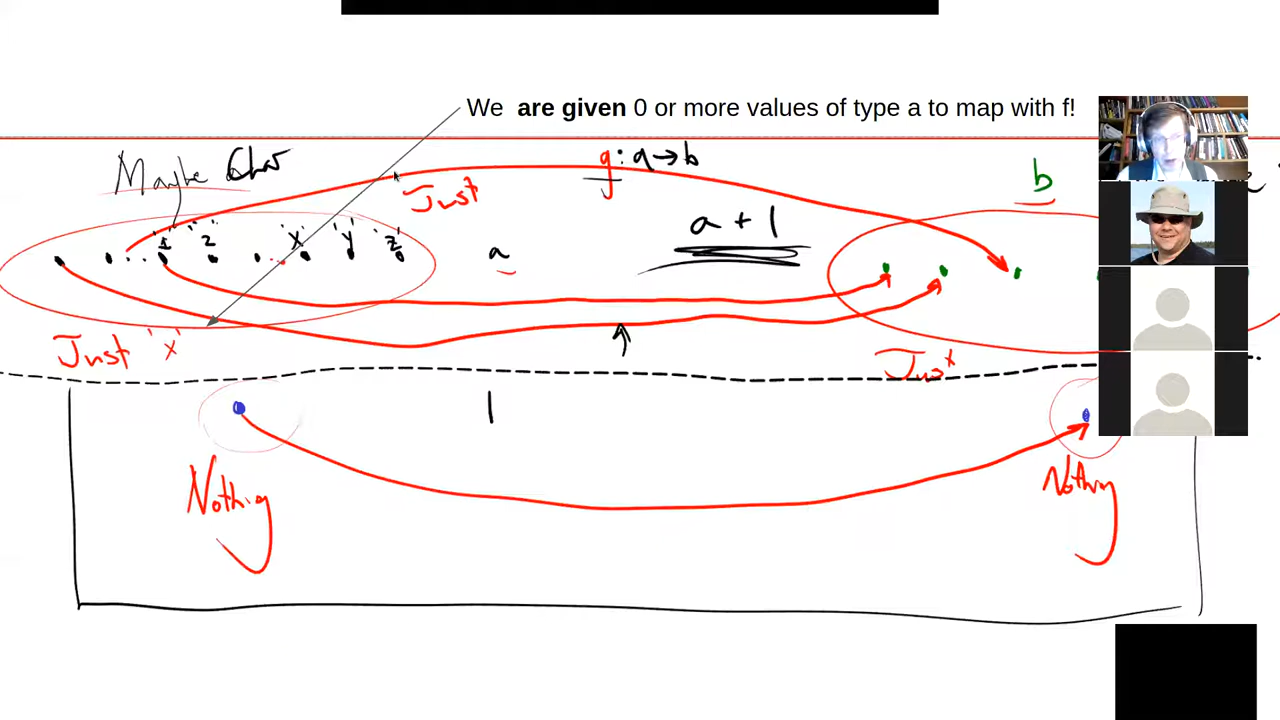 We are given 0 or more values of type a to map with f!
Maybe Char
g : a → b
Just
b
a + 1
'1' '2' 'X' 'Y' 'Z'
a
Just 'x'
Just
1
Nothing
Nothing